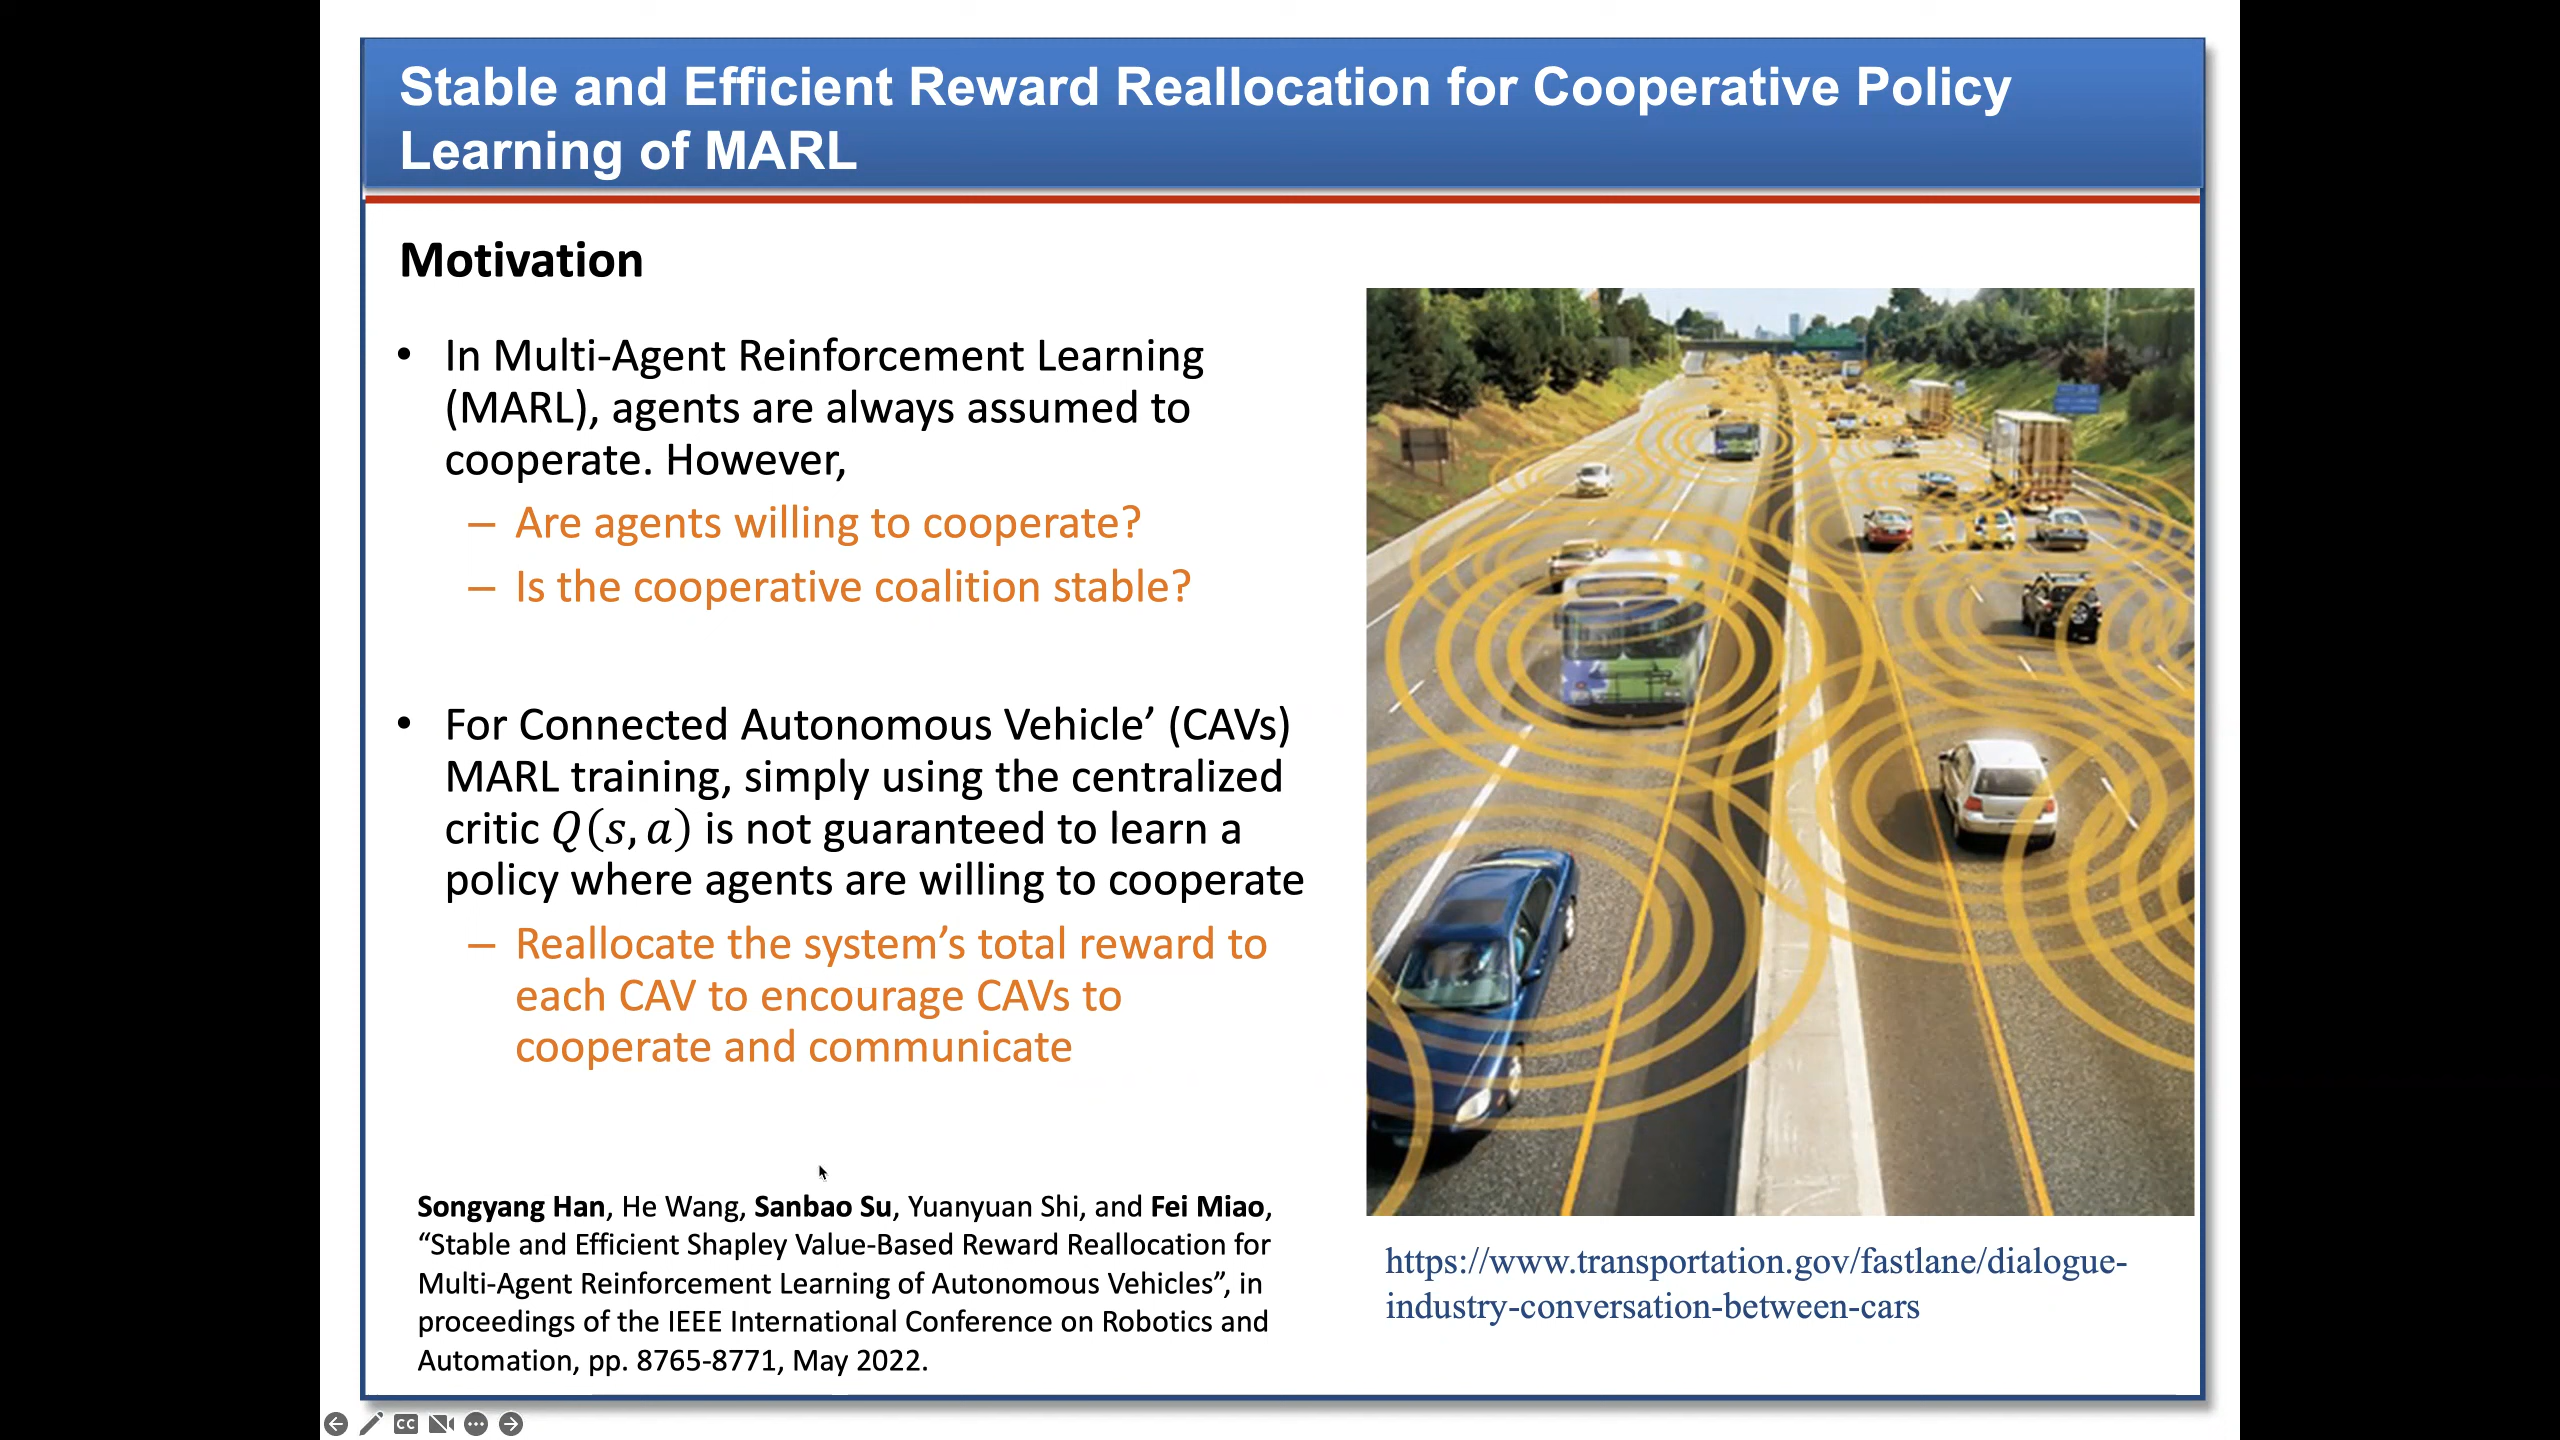 Stable and Efficient Reward Reallocation for Cooperative Policy
Learning of MARL
Motivation
• In Multi-Agent Reinforcement Learning
(MARL), agents are always assumed to
cooperate. However,
– Are agents willing to cooperate?
– Is the cooperative coalition stable?
• For Connected Autonomous Vehicle’ (CAVs)
MARL training, simply using the centralized
critic Q(s, a) is not guaranteed to learn a
policy where agents are willing to cooperate
– Reallocate the system’s total reward to
each CAV to encourage CAVs to
cooperate and communicate
Songyang Han, He Wang, Sanbao Su, Yuanyuan Shi, and Fei Miao,
“Stable and Efficient Shapley Value-Based Reward Reallocation for
Multi-Agent Reinforcement Learning of Autonomous Vehicles”, in
proceedings of the IEEE International Conference on Robotics and
Automation, pp. 8765-8771, May 2022.
https://www.transportation.gov/fastlane/dialogue-
industry-conversation-between-cars
CC